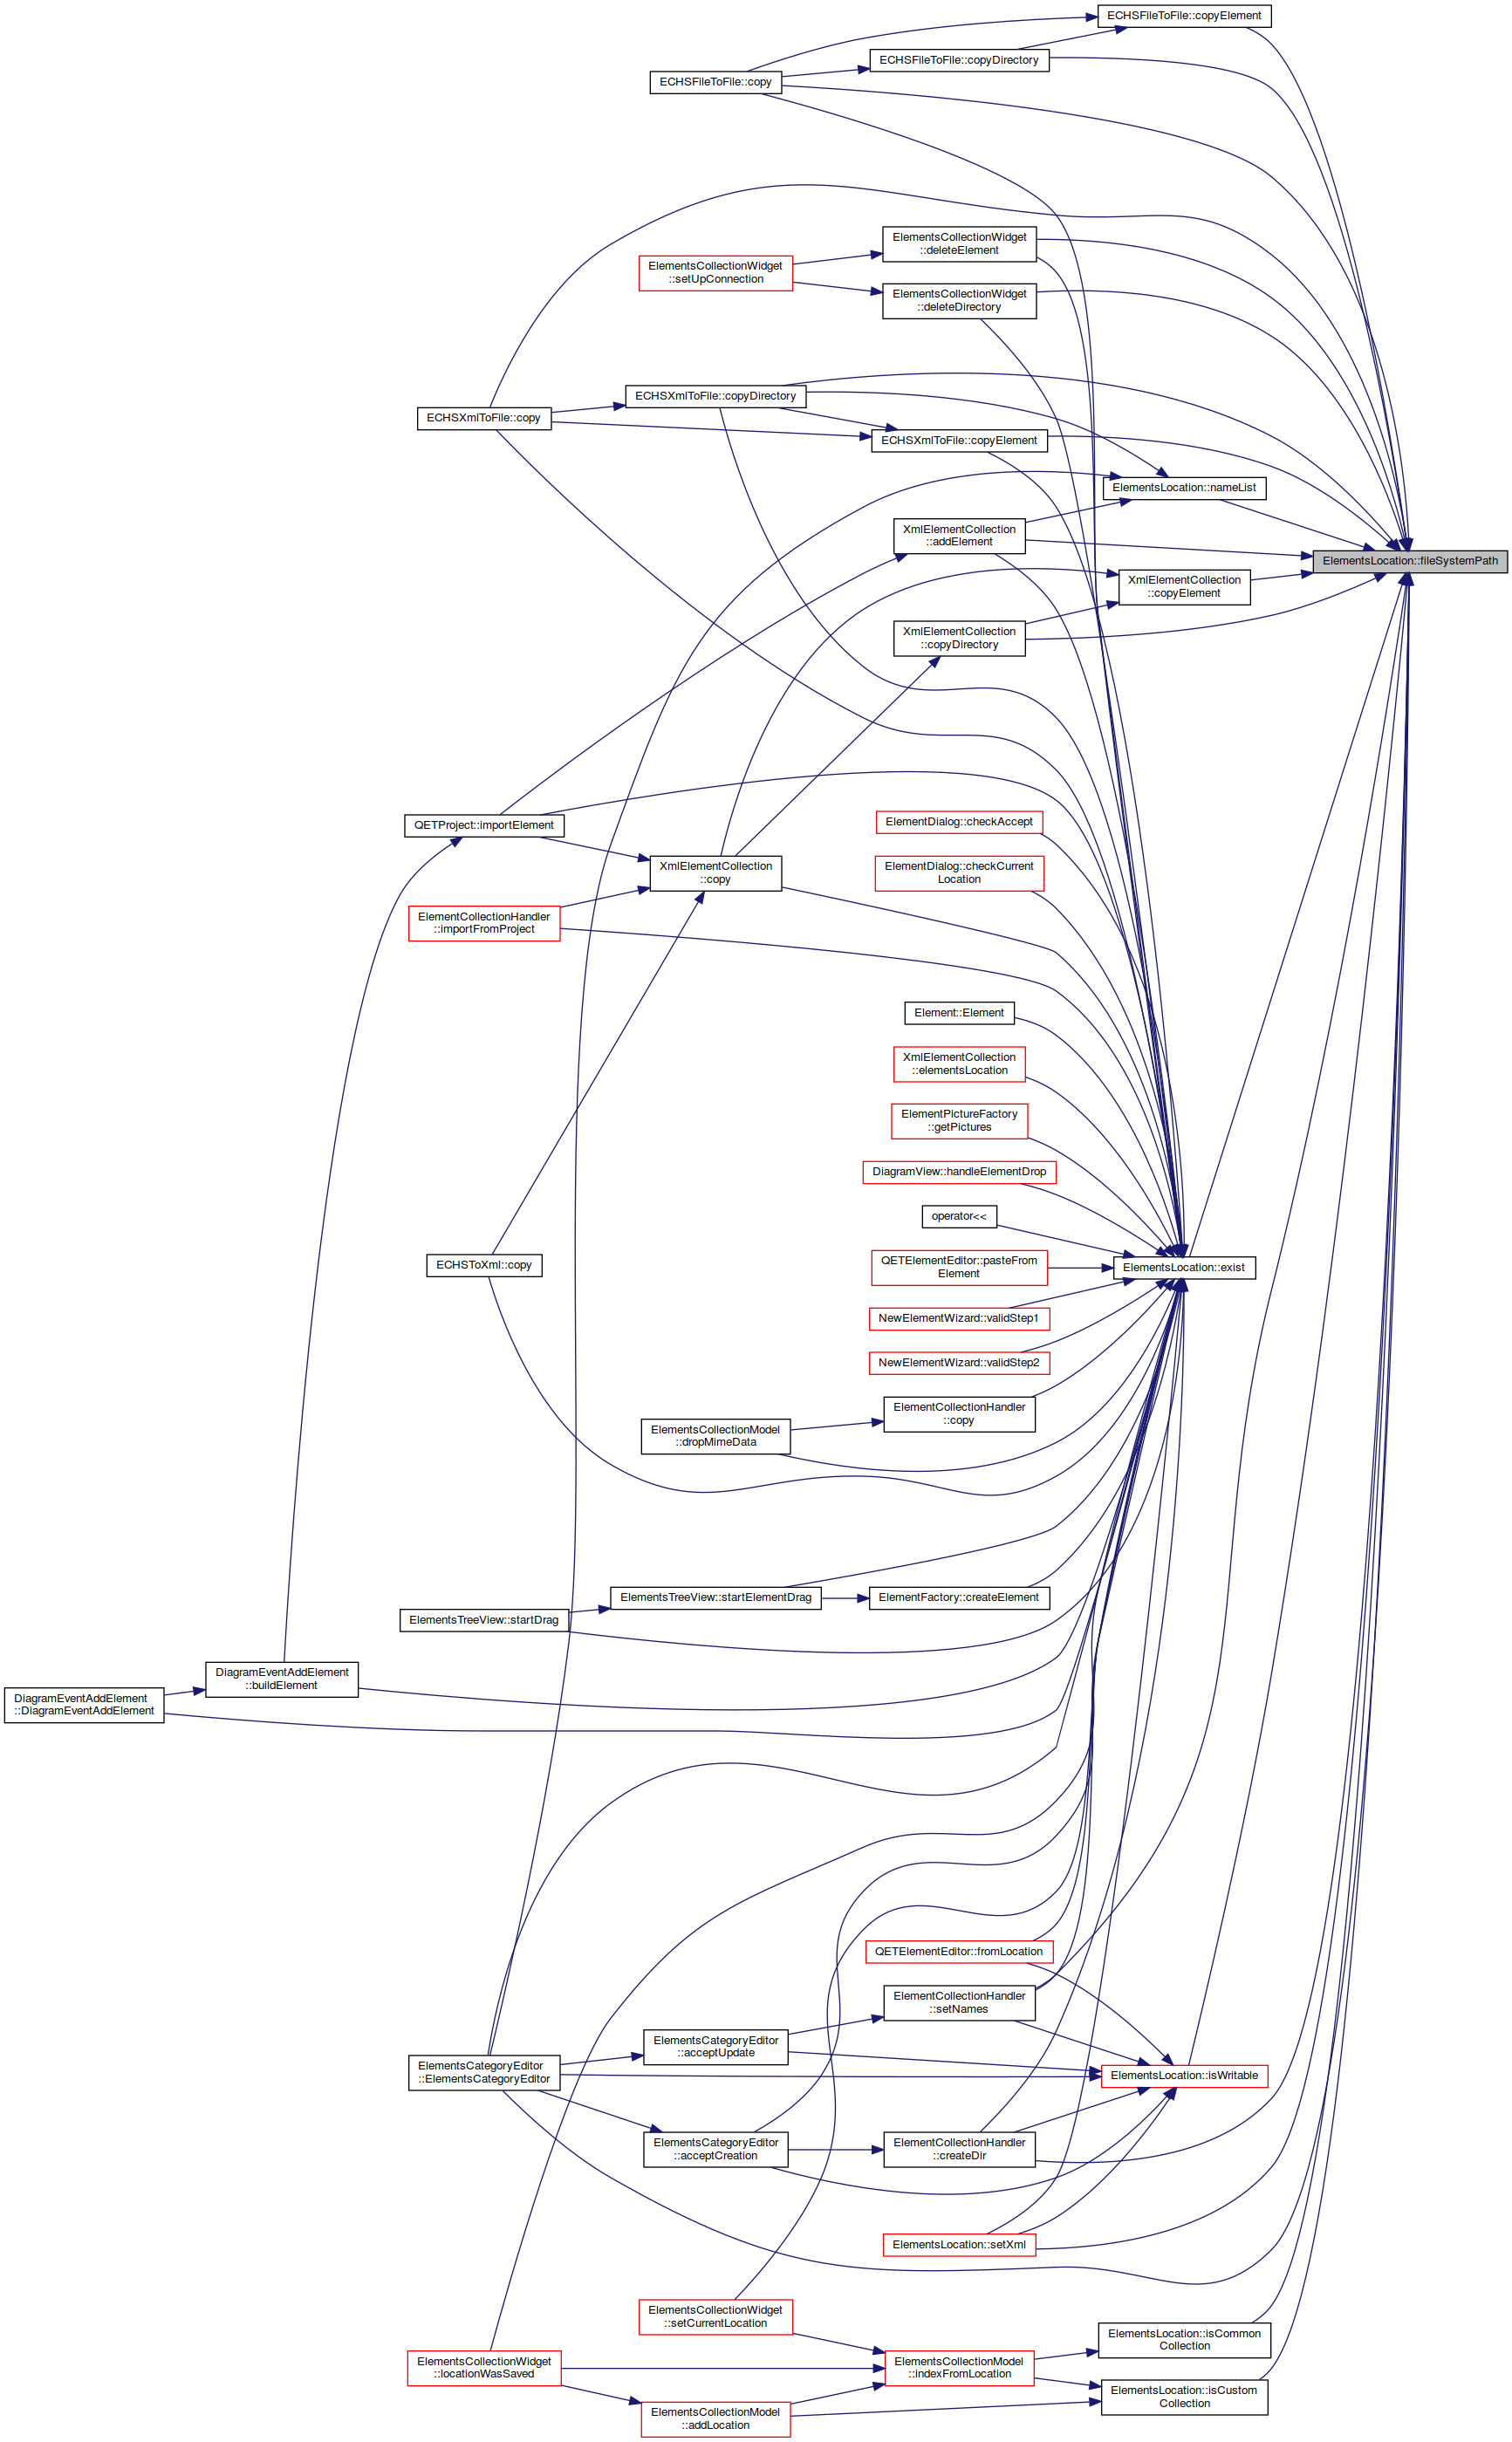 ECHSFileToFile::copyElement
ECHSFileToFile::copyDirectory
ECHSFileToFile::copy
ElementsCollectionWidget
::deleteElement
ElementsCollectionWidget
::setUpConnection
ElementsCollectionWidget
::deleteDirectory
ECHSXmlToFile::copyDirectory
ECHSXmlToFile::copy
ECHSXmlToFile::copyElement
ElementsLocation::nameList
XmlElementCollection
::addElement
ElementsLocation::fileSystemPath
XmlElementCollection
::copyElement
XmlElementCollection
::copyDirectory
QETProject::importElement
ElementDialog::checkAccept
XmlElementCollection
::copy
ElementDialog::checkCurrent
Location
ElementCollectionHandler
::importFromProject
Element::Element
XmlElementCollection
::elementsLocation
ElementPictureFactory
::getPictures
DiagramView::handleElementDrop
operator<<
ECHSToXml::copy
QETElementEditor::pasteFrom
Element
ElementsLocation::exist
NewElementWizard::validStep1
NewElementWizard::validStep2
ElementCollectionHandler
::copy
ElementsCollectionModel
::dropMimeData
ElementsTreeView::startElementDrag
ElementFactory::createElement
ElementsTreeView::startDrag
DiagramEventAddElement
::buildElement
DiagramEventAddElement
::DiagramEventAddElement
QETElementEditor::fromLocation
ElementCollectionHandler
::setNames
ElementsCategoryEditor
::acceptUpdate
ElementsCategoryEditor
::ElementsCategoryEditor
ElementsLocation::isWritable
ElementsCategoryEditor
::acceptCreation
ElementCollectionHandler
::createDir
ElementsLocation::setXml
ElementsCollectionWidget
::setCurrentLocation
ElementsLocation::isCommon
Collection
ElementsCollectionWidget
::locationWasSaved
ElementsCollectionModel
::indexFromLocation
ElementsLocation::isCustom
Collection
ElementsCollectionModel
::addLocation